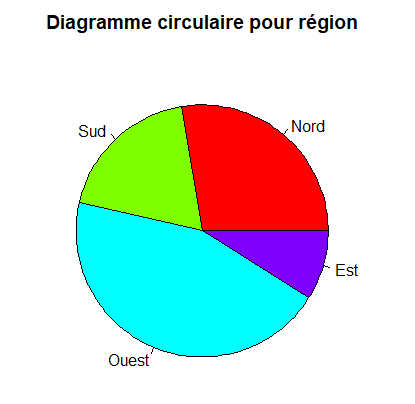 Diagramme circulaire pour région
Nord
Sud
Est
Ouest